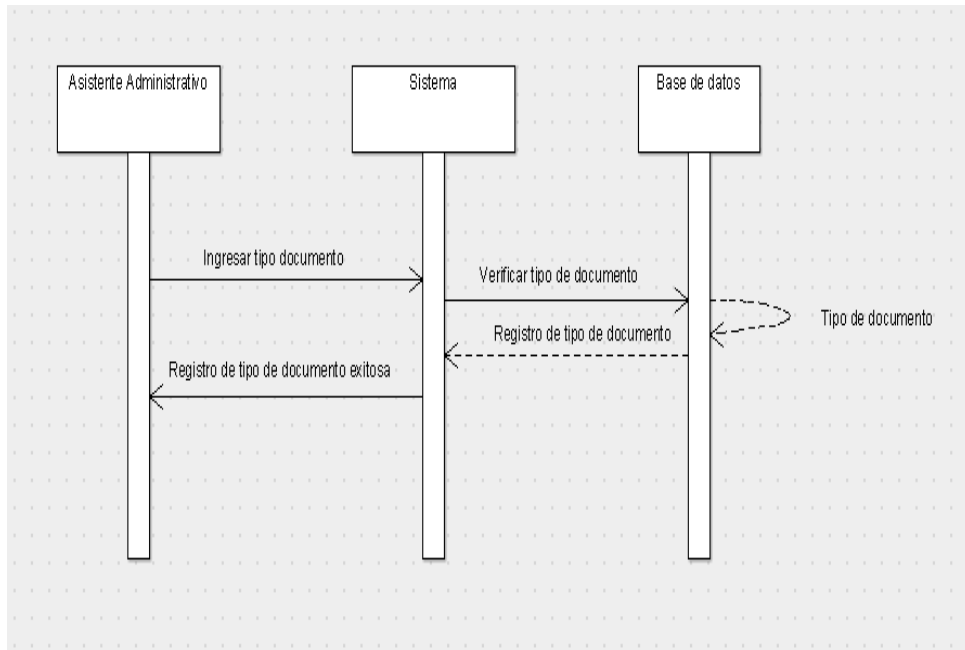 Asistente Administrativo
Sistema
Base de datos
Ingresar tipo documento
Verificar tipo de documento
Tipo de documento
Registro de tipo de documento
Registro de tipo de documento exitosa